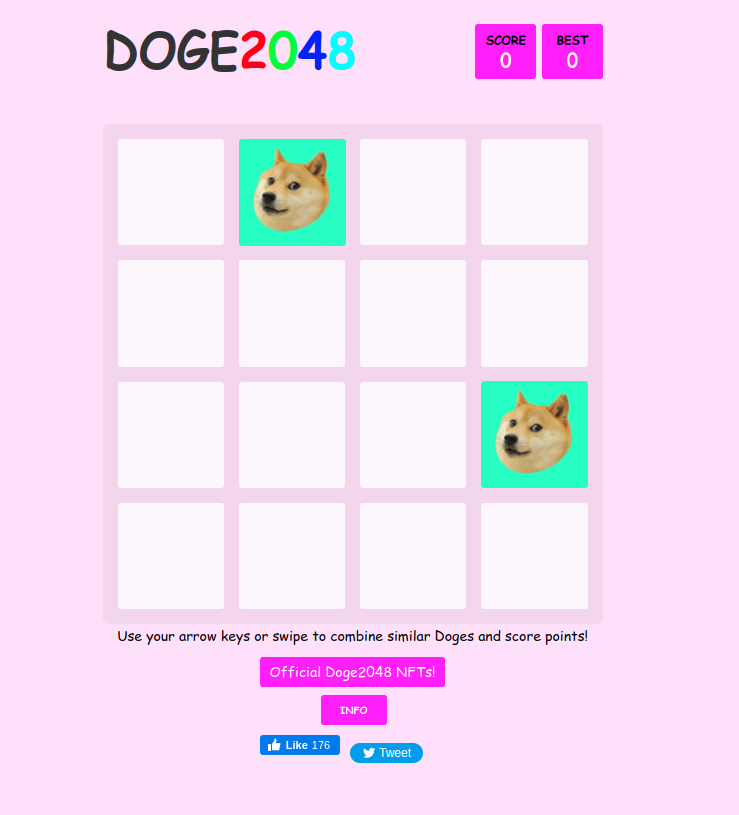 DOGE2048
SCORE
0
BEST
0
Use your arrow keys or swipe to combine similar Doges and score points!
Official Doge2048 NFTs!
INFO
Like 176
Tweet